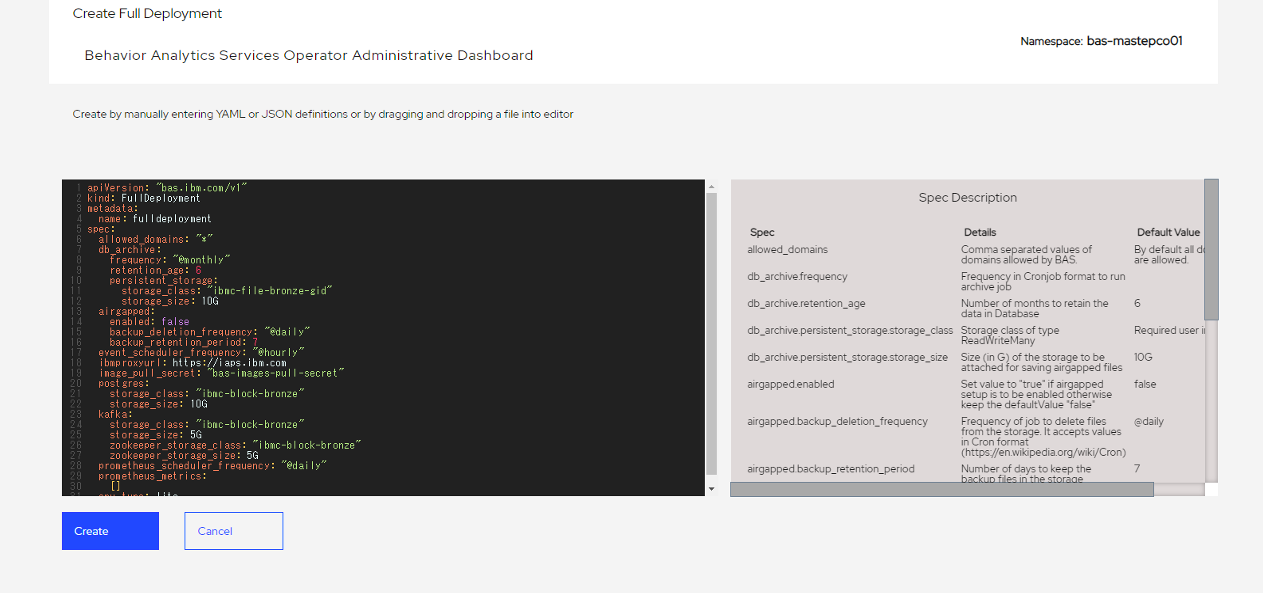 Create Full Deployment
Behavior Analytics Services Operator Administrative Dashboard
Namespace: bas-mastepco01
Create by manually entering YAML or JSON definitions or by dragging and dropping a file into editor
1 apiVersion: "bas.ibm.com/v1"
2 kind: FullDeployment
3 metadata:
4 name: fulldeployment
5 spec:
6 allowed_domains: "*"
7 db_archive:
8 frequency: "@monthly"
9 retention_age: 6
10 persistent_storage:
11 storage_class: "ibmc-file-bronze-gid"
12 storage_size: 10G
13 airgapped:
14 enabled: false
15 backup_deletion_frequency: "@daily"
16 backup_retention_period: 7
17 event_scheduler_frequency: "@hourly"
18 ibmproxyurl: https://iaps.ibm.com
19 image_pull_secret: "bas-images-pull-secret"
20 postgres:
21 storage_class: "ibmc-block-bronze"
22 storage_size: 10G
23 kafka:
24 storage_class: "ibmc-block-bronze"
25 storage_size: 5G
26 zookeeper_storage_class: "ibmc-block-bronze"
27 zookeeper_storage_size: 5G
28 prometheus_scheduler_frequency: "@daily"
29 prometheus_metrics:
30 []
Spec Description
Spec Details Default Value
allowed_domains Comma separated values of By default all
domains allowed by BAS. are allowed.
db_archive.frequency Frequency in Cronjob format to run
archive job
db_archive.retention_age Number of months to retain the 6
data in Database
db_archive.persistent_storage.storage_class Storage class of type Required user
ReadWriteMany
db_archive.persistent_storage.storage_size Size (in G) of the storage to be 10G
attached for saving airgapped files
airgapped.enabled Set value to "true" if airgapped false
setup is to be enabled otherwise
keep the defaultValue "false"
airgapped.backup_deletion_frequency Frequency of job to delete files @daily
from the storage. It accepts values
in Cron format
(https://en.wikipedia.org/wiki/Cron)
airgapped.backup_retention_period Number of days to keep the 7
backup files in the storage
Create
Cancel